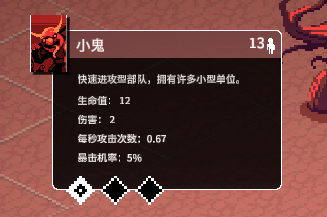 小鬼 13
快速进攻型部队，拥有许多小型单位。
生命值： 12
伤害： 2
每秒攻击次数：0.67
暴击机率：5%